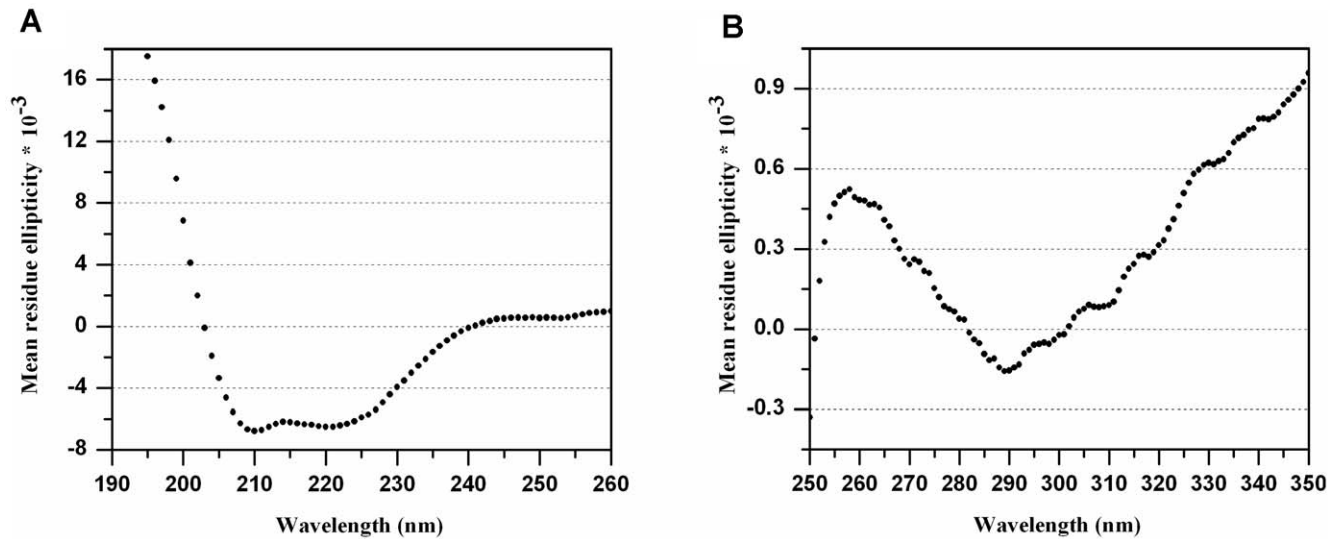 A
Mean residue ellipticity * 10⁻³
16
12
8
4
0
-4
-8
190 200 210 220 230 240 250 260
Wavelength (nm)
B
Mean residue ellipticity * 10⁻³
0.9
0.6
0.3
0.0
-0.3
250 260 270 280 290 300 310 320 330 340 350
Wavelength (nm)